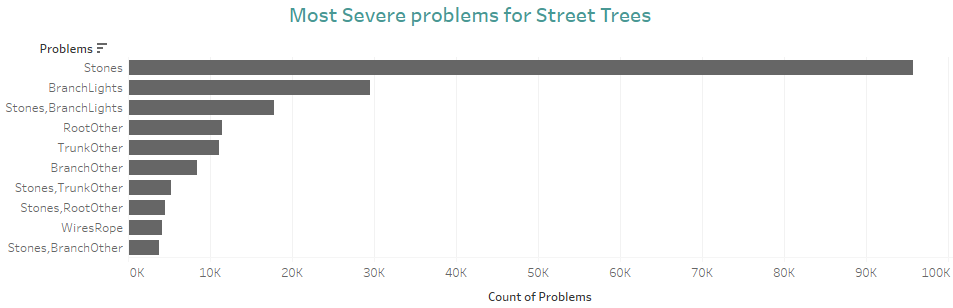 Most Severe problems for Street Trees
Problems
Stones
BranchLights
Stones,BranchLights
RootOther
TrunkOther
BranchOther
Stones,TrunkOther
Stones,RootOther
WiresRope
Stones,BranchOther
0K 10K 20K 30K 40K 50K 60K 70K 80K 90K 100K
Count of Problems